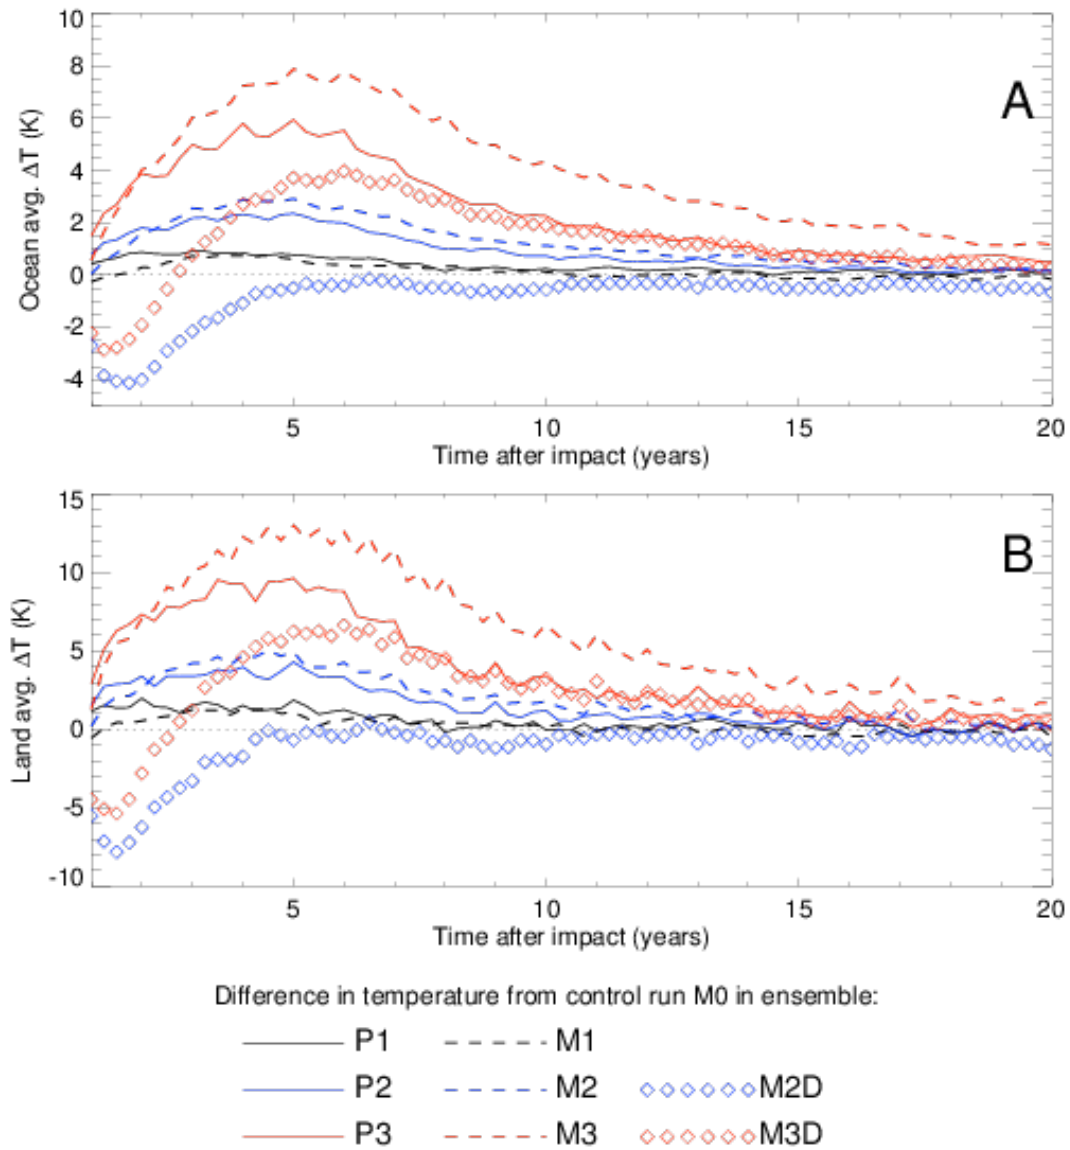 10
8
6
4
2
0
-2
-4
Ocean avg. ΔT (K)
A
5 10 15 20
Time after impact (years)
15
10
5
0
-5
-10
Land avg. ΔT (K)
B
5 10 15 20
Time after impact (years)
Difference in temperature from control run M0 in ensemble:
P1 M1
P2 M2 M2D
P3 M3 M3D